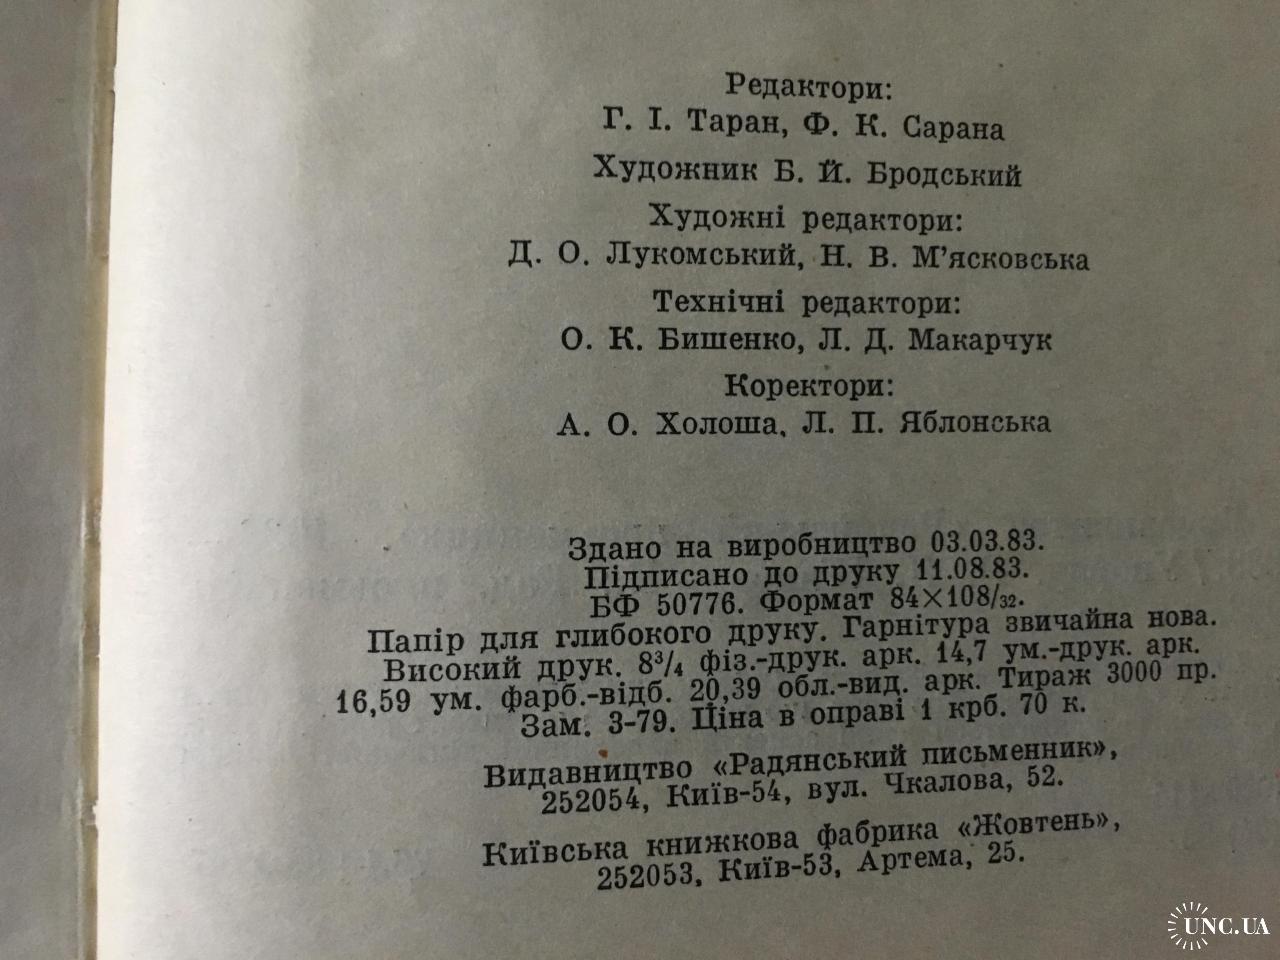 Редактори:
Г. І. Таран, Ф. К. Сарана
Художник Б. Й. Бродський
Художні редактори:
Д. О. Лукомський, Н. В. М’ясковська
Технічні редактори:
О. К. Бишенко, Л. Д. Макарчук
Коректори:
А. О. Холоша, Л. П. Яблонська
Здано на виробництво 03.03.83.
Підписано до друку 11.08.83.
БФ 50776. Формат 84×108/32.
Папір для глибокого друку. Гарнітура звичайна нова.
Високий друк. 8³/₄ фіз.-друк. арк. 14,7 ум.-друк. арк.
16,59 ум. фарб.-відб. 20,39 обл.-вид. арк. Тираж 3000 пр.
Зам. 3-79. Ціна в оправі 1 крб. 70 к.
Видавництво «Радянський письменник»,
252054, Київ-54, вул. Чкалова, 52.
Київська книжкова фабрика «Жовтень»,
252053, Київ-53, Артема, 25.
UNC.UA